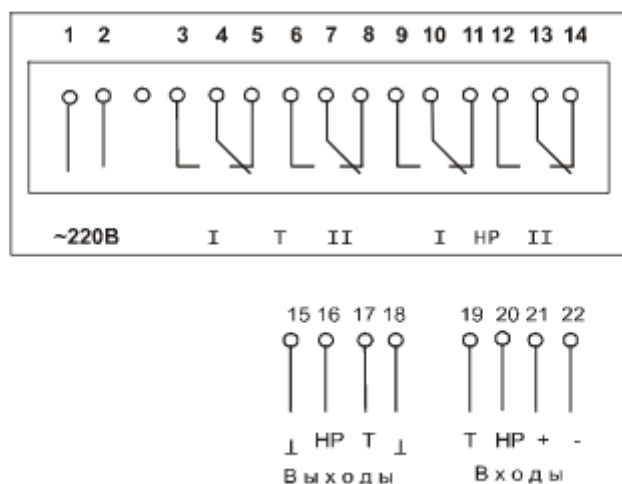 1 2 3 4 5 6 7 8 9 10 11 12 13 14
~220В I T II I HP II
15 16 17 18 19 20 21 22
⊥ HP T ⊥ T HP + -
Выходы Входы